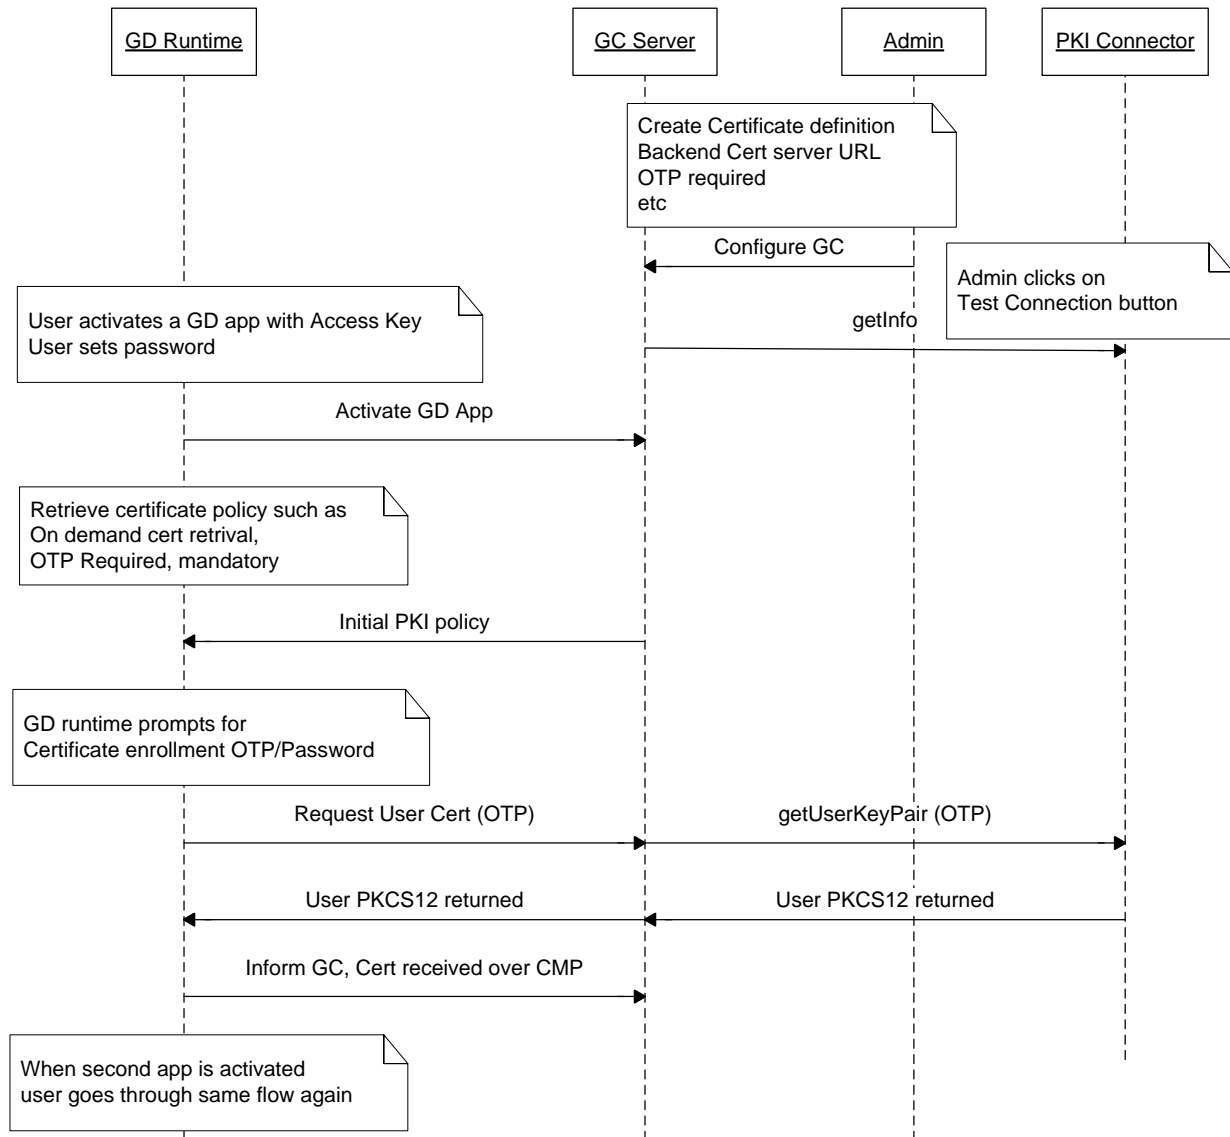 GD Runtime
GC Server
Admin
PKI Connector
Create Certificate definition
Backend Cert server URL
OTP required
etc
Configure GC
Admin clicks on
Test Connection button
User activates a GD app with Access Key
User sets password
getInfo
Activate GD App
Retrieve certificate policy such as
On demand cert retrival,
OTP Required, mandatory
Initial PKI policy
GD runtime prompts for
Certificate enrollment OTP/Password
Request User Cert (OTP)
getUserKeyPair (OTP)
User PKCS12 returned
User PKCS12 returned
Inform GC, Cert received over CMP
When second app is activated
user goes through same flow again